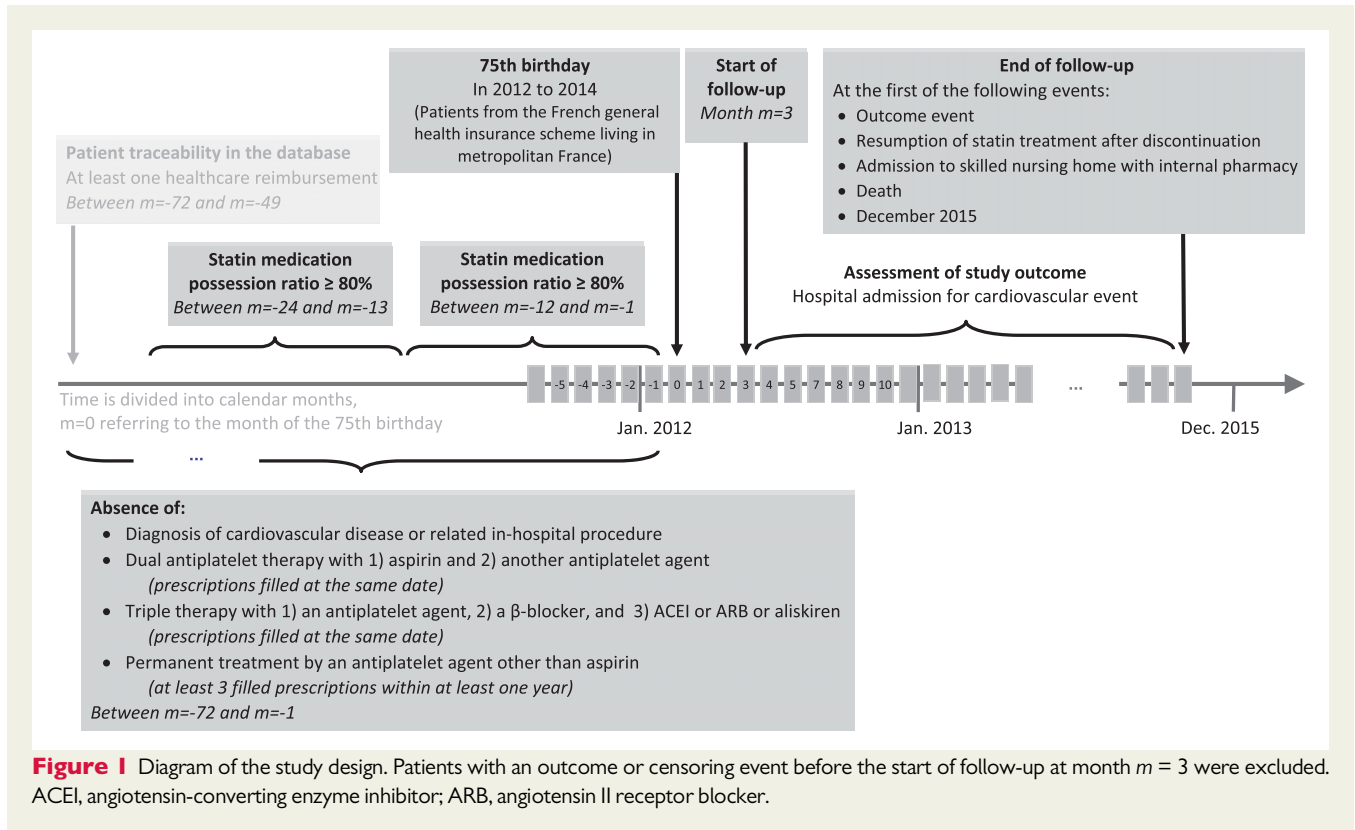 75th birthday
In 2012 to 2014
(Patients from the French general
health insurance scheme living in
metropolitan France)
Start of
follow-up
Month m=3
End of follow-up
At the first of the following events:
• Outcome event
• Resumption of statin treatment after discontinuation
• Admission to skilled nursing home with internal pharmacy
• Death
• December 2015
Patient traceability in the database
At least one healthcare reimbursement
Between m=-72 and m=-49
Statin medication
possession ratio ≥ 80%
Between m=-24 and m=-13
Statin medication
possession ratio ≥ 80%
Between m=-12 and m=-1
Assessment of study outcome
Hospital admission for cardiovascular event
-5 -4 -3 -2 -1 0 1 2 3 4 5 7 8 9 10 ...
Time is divided into calendar months,
m=0 referring to the month of the 75th birthday
Jan. 2012
Jan. 2013
Dec. 2015
...
Absence of:
• Diagnosis of cardiovascular disease or related in-hospital procedure
• Dual antiplatelet therapy with 1) aspirin and 2) another antiplatelet agent
(prescriptions filled at the same date)
• Triple therapy with 1) an antiplatelet agent, 2) a β-blocker, and 3) ACEI or ARB or aliskiren
(prescriptions filled at the same date)
• Permanent treatment by an antiplatelet agent other than aspirin
(at least 3 filled prescriptions within at least one year)
Between m=-72 and m=-1
Figure 1 Diagram of the study design. Patients with an outcome or censoring event before the start of follow-up at month m = 3 were excluded.
ACEI, angiotensin-converting enzyme inhibitor; ARB, angiotensin II receptor blocker.